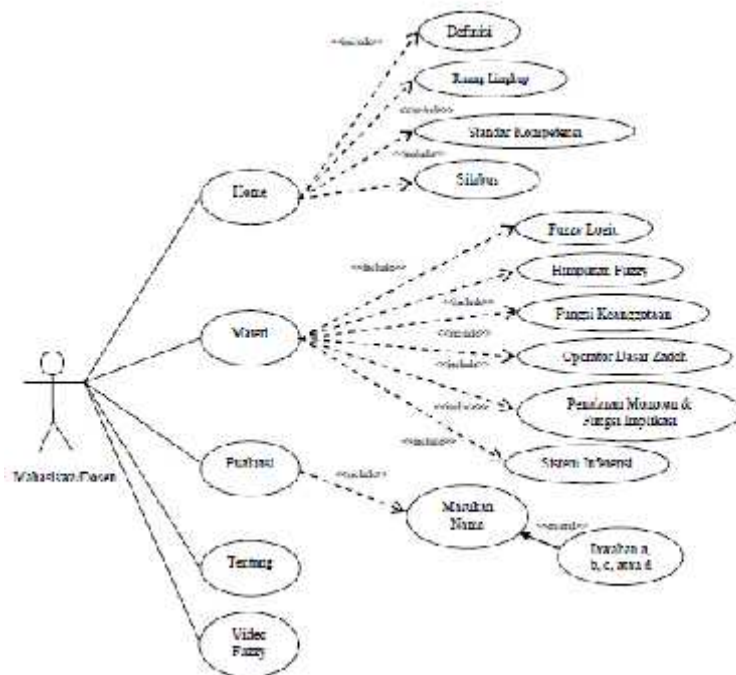 <<include>>
Definisi
Ruang Lingkup
<<include>>
Standar Kompetensi
<<include>>
Silabus
Home
Fuzzy Logic
<<include>>
Himpunan Fuzzy
<<include>>
Fungsi Keanggotaan
Materi
<<include>>
Operator Dasar Zadeh
<<include>>
Penalaran Monoton &
Fungsi Implikasi
<<include>>
<<include>>
Sistem Inferensi
Mahasiswa/Dosen
Evaluasi
<<include>>
Masukan
Nama
Jawaban a,
b, c, atau d
Tentang
Video
Fuzzy